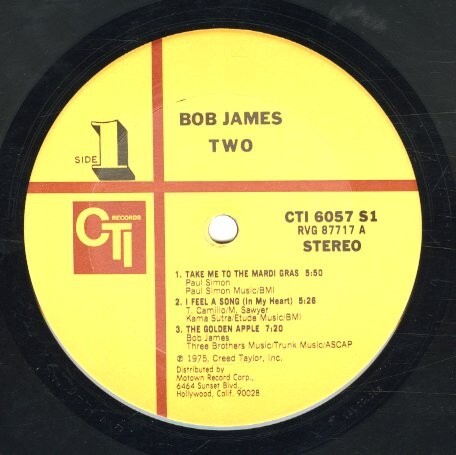 BOB JAMES
TWO
SIDE 1
CTI RECORDS
CTI 6057 S1
RVG 87717 A
STEREO
1. TAKE ME TO THE MARDI GRAS 5:50
Paul Simon
Paul Simon Music/BMI
2. I FEEL A SONG (In My Heart) 5:26
T. Camillo/M. Sawyer
Kama Sutra/Etude Music/BMI
3. THE GOLDEN APPLE 7:20
Bob James
Three Brothers Music/Trunk Music/ASCAP
℗ 1975, Creed Taylor, Inc.
Distributed by
Motown Record Corp.,
6464 Sunset Blvd.,
Hollywood, Calif. 90028